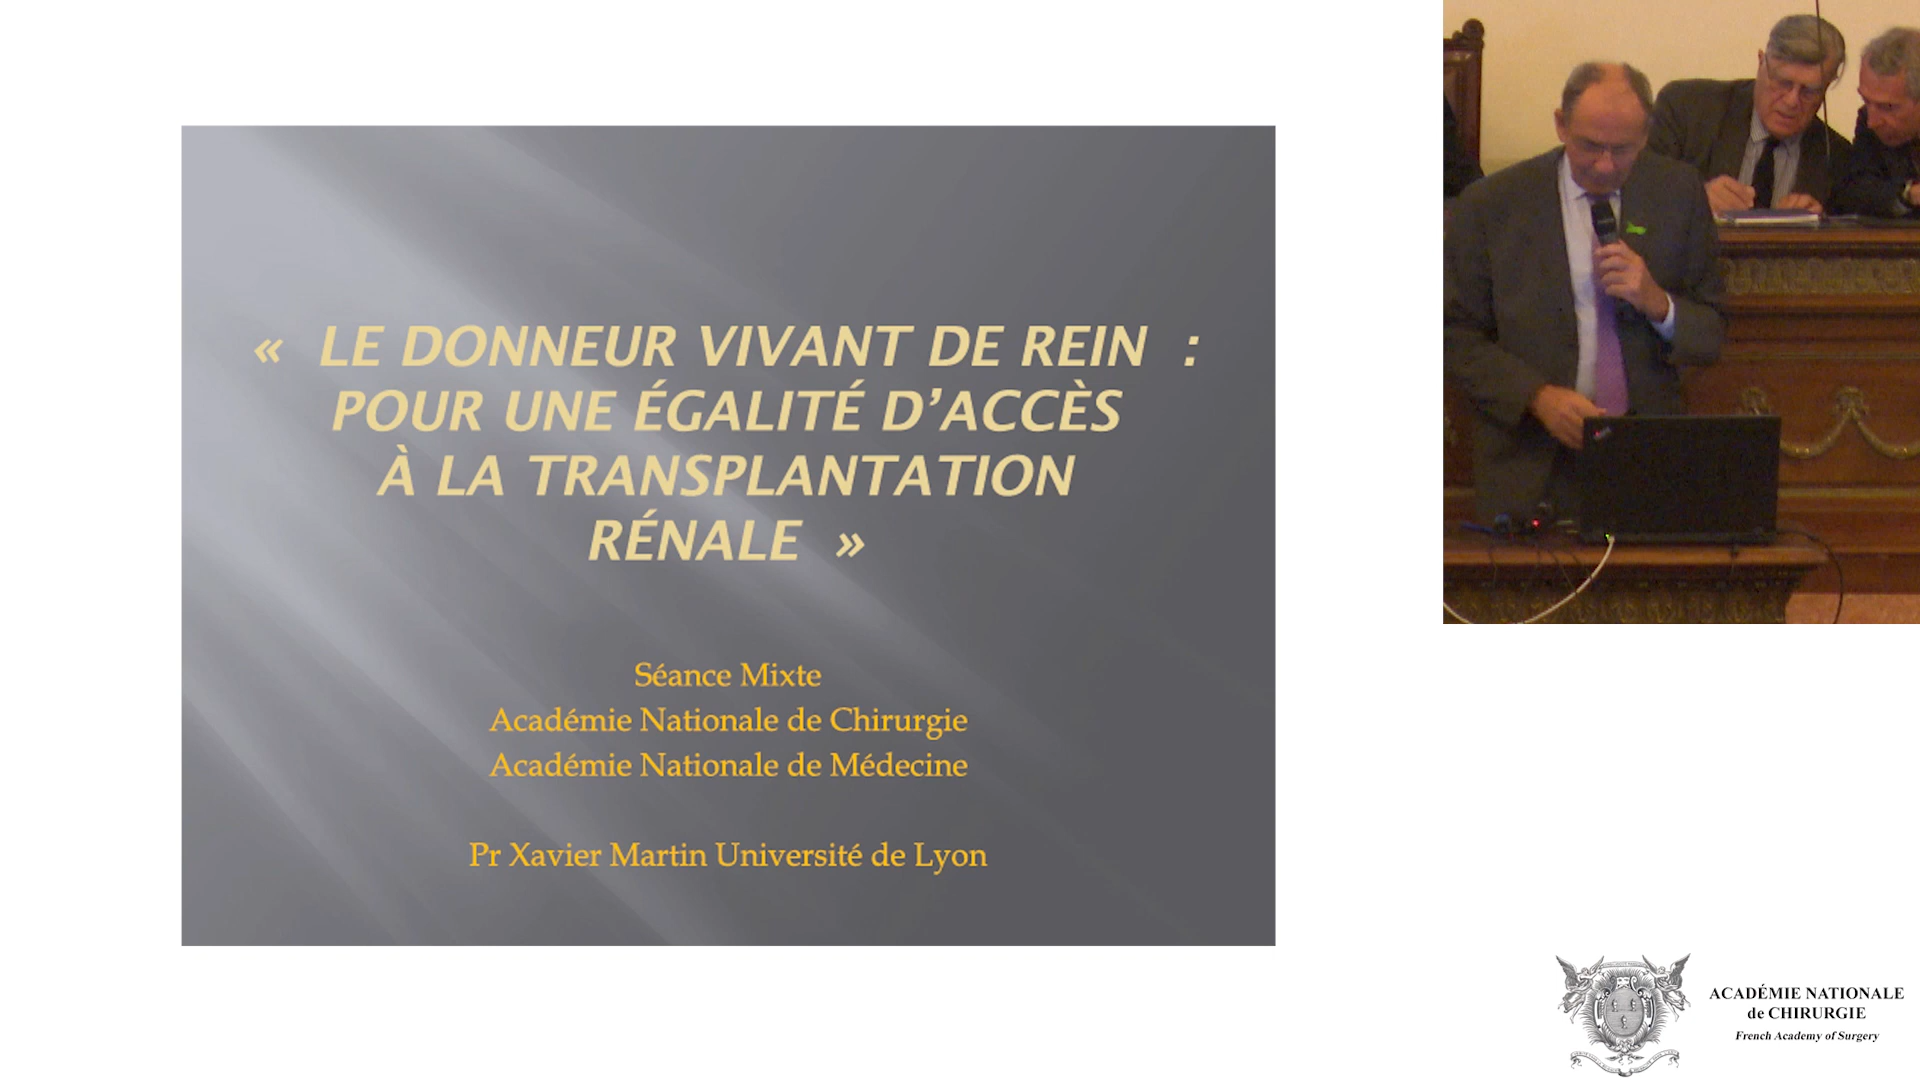 « LE DONNEUR VIVANT DE REIN :
POUR UNE ÉGALITÉ D’ACCÈS
À LA TRANSPLANTATION
RÉNALE »
Séance Mixte
Académie Nationale de Chirurgie
Académie Nationale de Médecine
Pr Xavier Martin Université de Lyon
ACADÉMIE NATIONALE
de CHIRURGIE
French Academy of Surgery